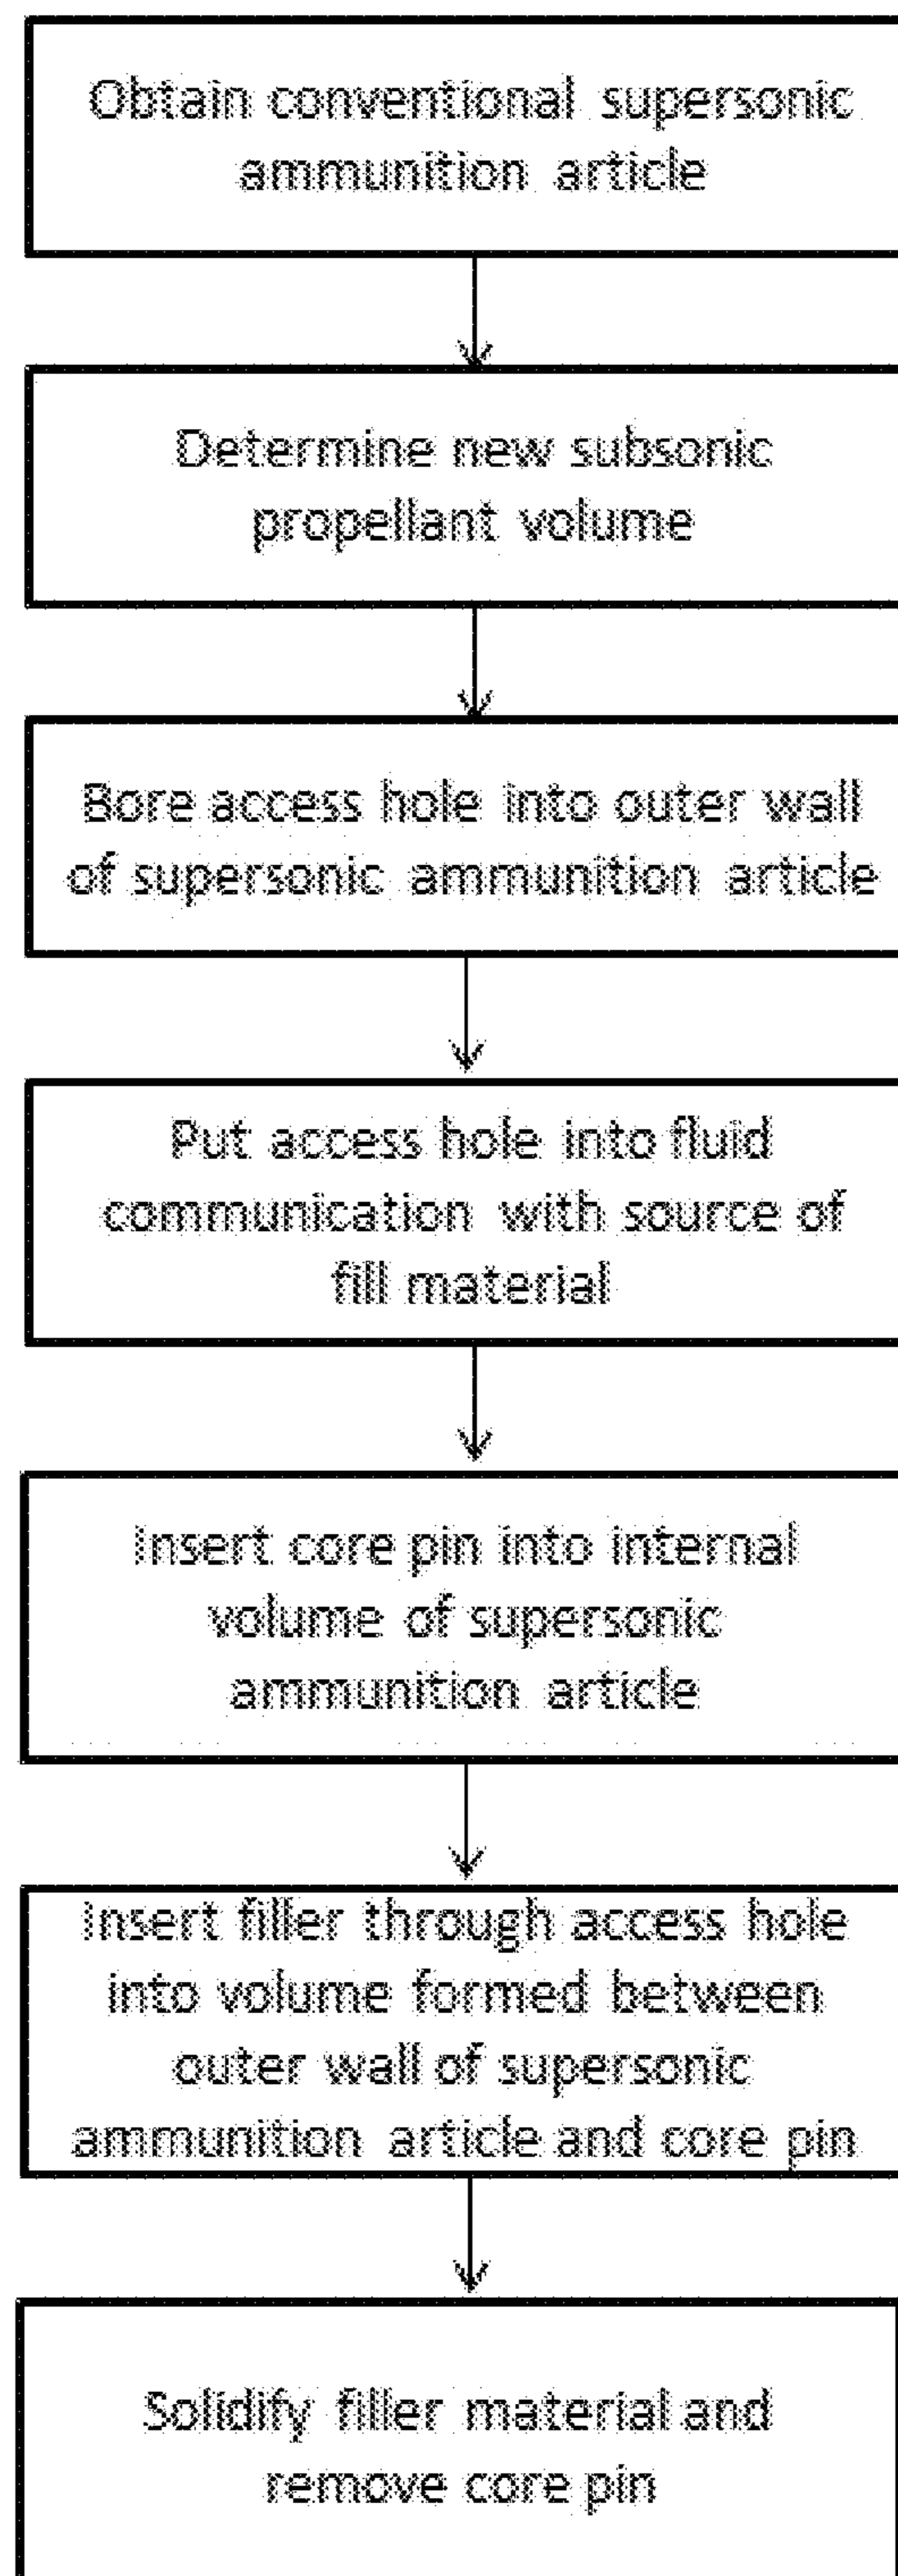 Obtain conventional supersonic
ammunition article
Determine new subsonic
propellant volume
Bore access hole into outer wall
of supersonic ammunition article
Put access hole into fluid
communication with source of
fill material
Insert core pin into internal
volume of supersonic
ammunition article
Insert filler through access hole
into volume formed between
outer wall of supersonic
ammunition article and core pin
Solidify filler material and
remove core pin